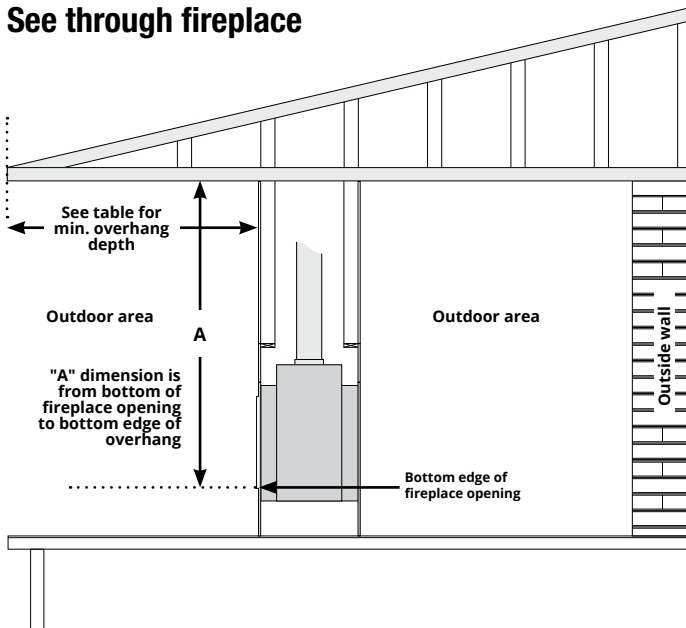 See through fireplace
See table for
min. overhang
depth
Outdoor area
A
Outdoor area
Outside wall
"A" dimension is
from bottom of
fireplace opening
to bottom edge of
overhang
Bottom edge of
fireplace opening